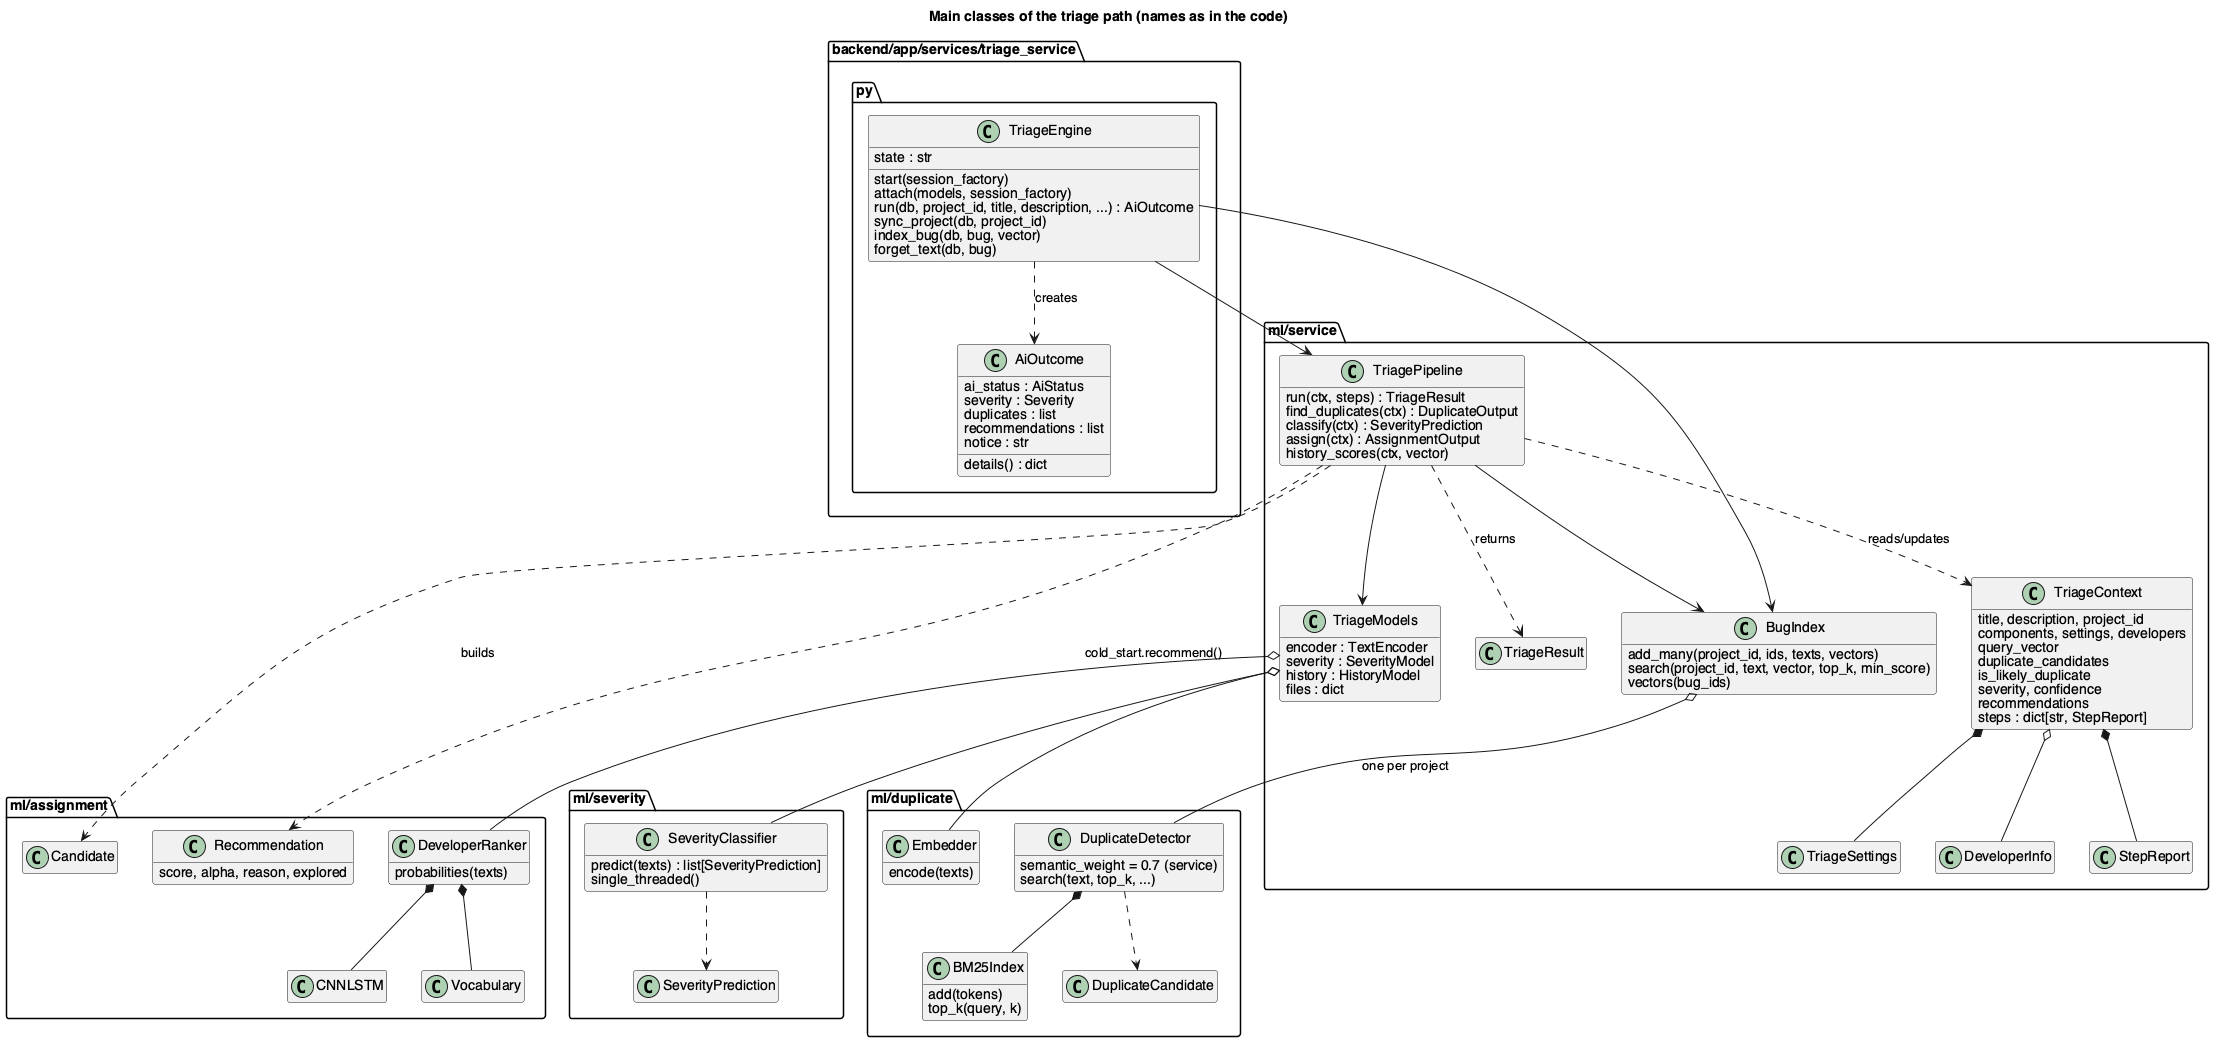 Main classes of the triage path (names as in the code)
backend/app/services/triage_service
py
C TriageEngine
state : str
start(session_factory)
attach(models, session_factory)
run(db, project_id, title, description, ...) : AiOutcome
sync_project(db, project_id)
index_bug(db, bug, vector)
forget_text(db, bug)
creates
C AiOutcome
ai_status : AiStatus
severity : Severity
duplicates : list
recommendations : list
notice : str
details() : dict
ml/service
C TriagePipeline
run(ctx, steps) : TriageResult
find_duplicates(ctx) : DuplicateOutput
classify(ctx) : SeverityPrediction
assign(ctx) : AssignmentOutput
history_scores(ctx, vector)
returns
reads/updates
builds
cold_start.recommend()
C TriageModels
encoder : TextEncoder
severity : SeverityModel
history : HistoryModel
files : dict
C TriageResult
C BugIndex
add_many(project_id, ids, texts, vectors)
search(project_id, text, vector, top_k, min_score)
vectors(bug_ids)
C TriageContext
title, description, project_id
components, settings, developers
query_vector
duplicate_candidates
is_likely_duplicate
severity, confidence
recommendations
steps : dict[str, StepReport]
one per project
C TriageSettings
C DeveloperInfo
C StepReport
ml/assignment
C Candidate
C Recommendation
score, alpha, reason, explored
C DeveloperRanker
probabilities(texts)
C CNNLSTM
C Vocabulary
ml/severity
C SeverityClassifier
predict(texts) : list[SeverityPrediction]
single_threaded()
C SeverityPrediction
ml/duplicate
C Embedder
encode(texts)
C DuplicateDetector
semantic_weight = 0.7 (service)
search(text, top_k, ...)
C BM25Index
add(tokens)
top_k(query, k)
C DuplicateCandidate